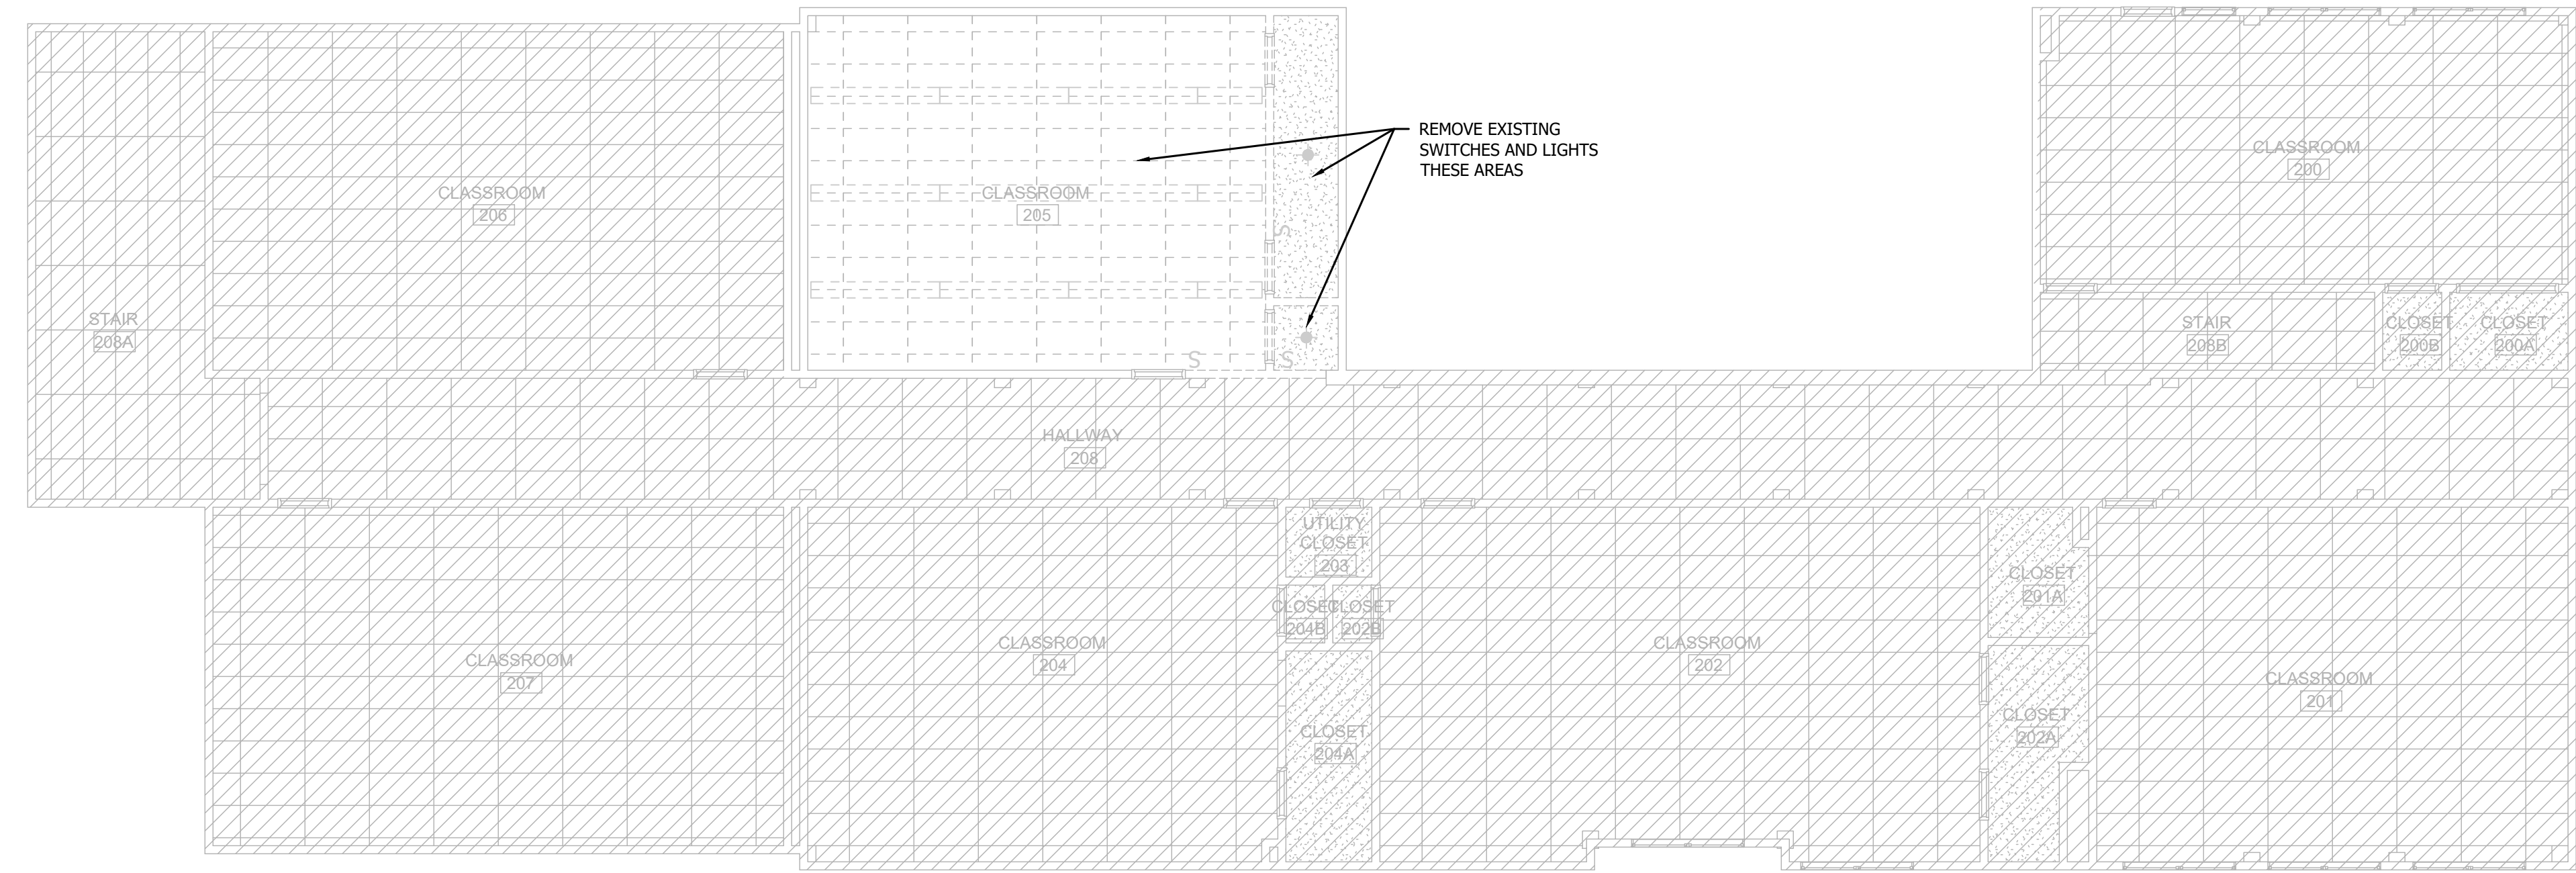 CLASSROOM
206
CLASSROOM
205
REMOVE EXISTING
SWITCHES AND LIGHTS
THESE AREAS
CLASSROOM
200
S
STAIR
208A
STAIR
208B
CLOSET
200B
CLOSET
200A
S
S
HALLWAY
208
UTILITY
CLOSET
203
CLOSET
204B
CLOSET
202B
CLOSET
201A
CLASSROOM
207
CLASSROOM
204
CLASSROOM
202
CLASSROOM
201
CLOSET
204A
CLOSET
202A